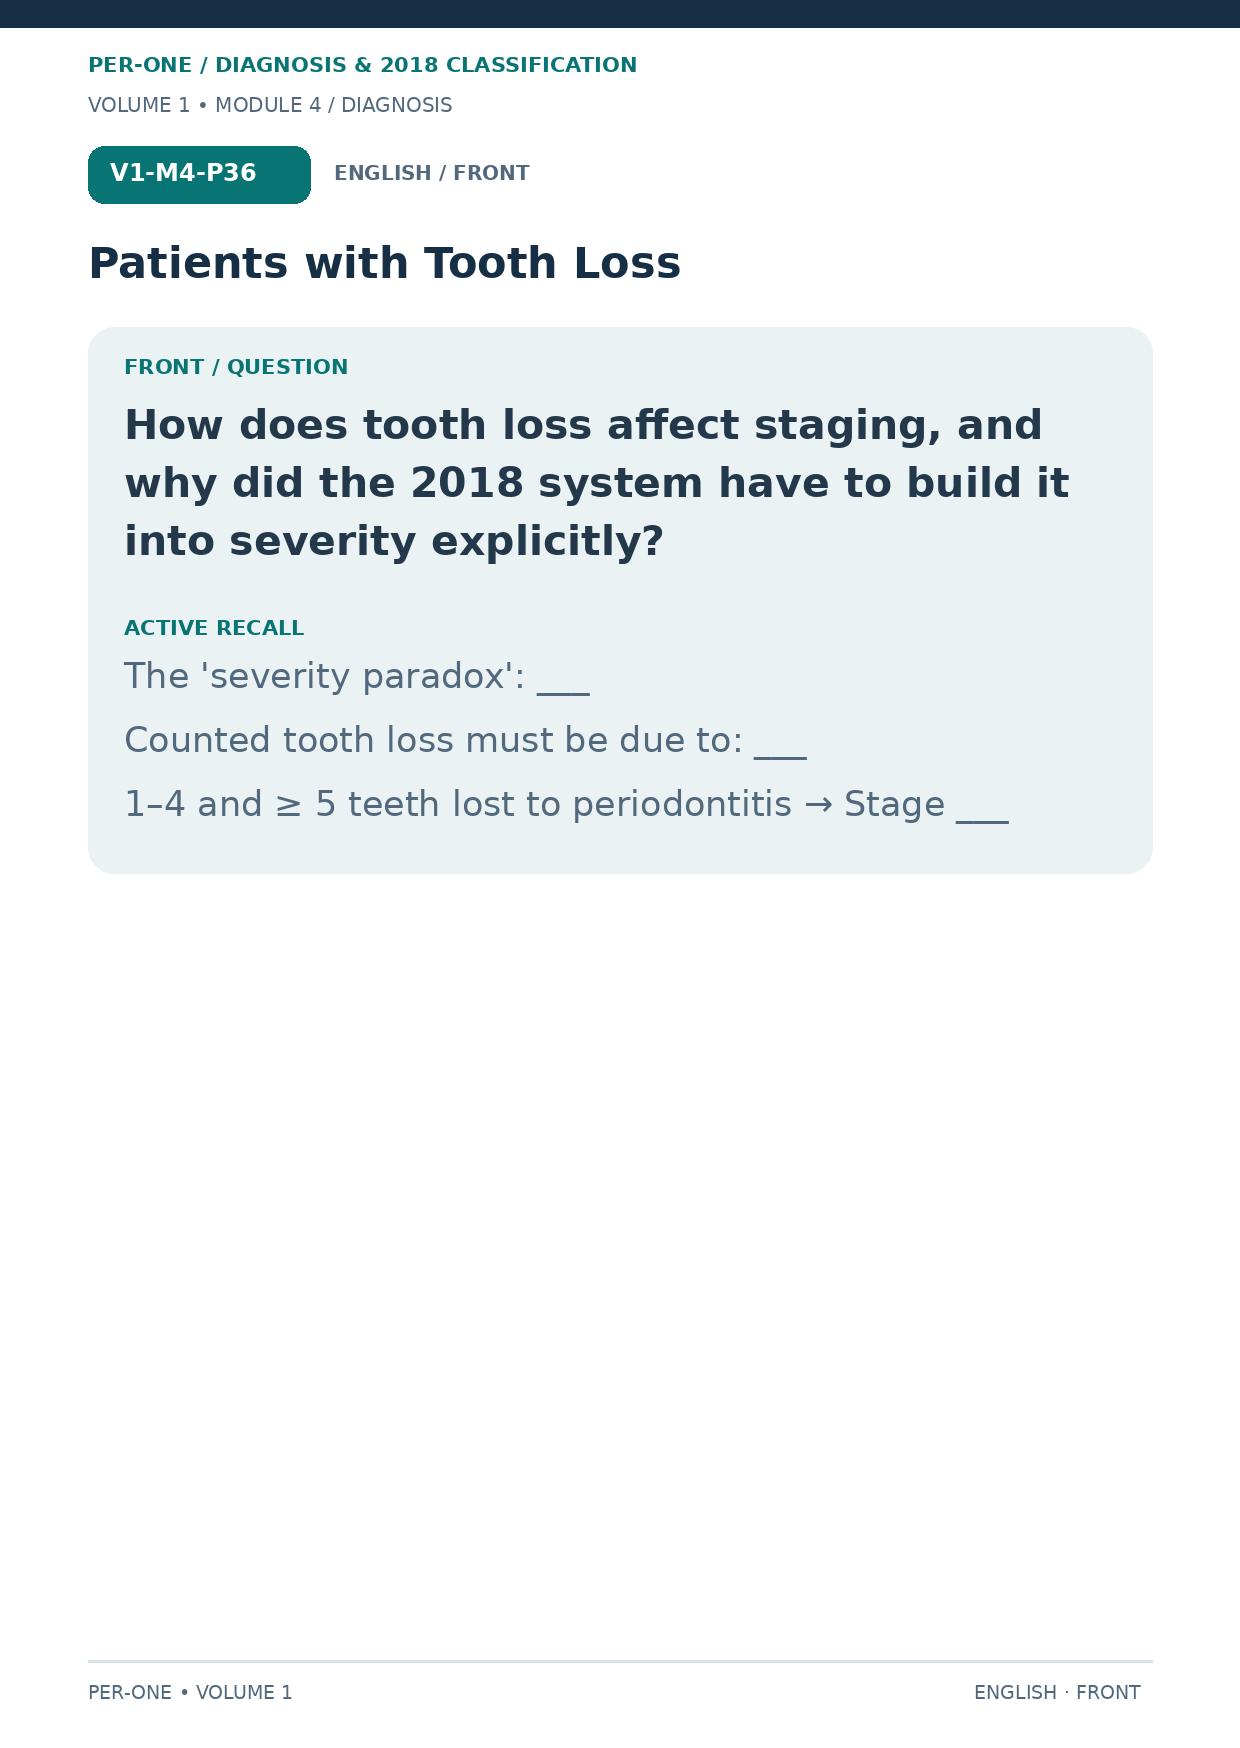 PER-ONE / DIAGNOSIS & 2018 CLASSIFICATION
VOLUME 1 • MODULE 4 / DIAGNOSIS
V1-M4-P36
ENGLISH / FRONT
Patients with Tooth Loss
FRONT / QUESTION
How does tooth loss affect staging, and
why did the 2018 system have to build it
into severity explicitly?
ACTIVE RECALL
The 'severity paradox': ___
Counted tooth loss must be due to: ___
1–4 and ≥ 5 teeth lost to periodontitis → Stage ___
PER-ONE • VOLUME 1
ENGLISH · FRONT